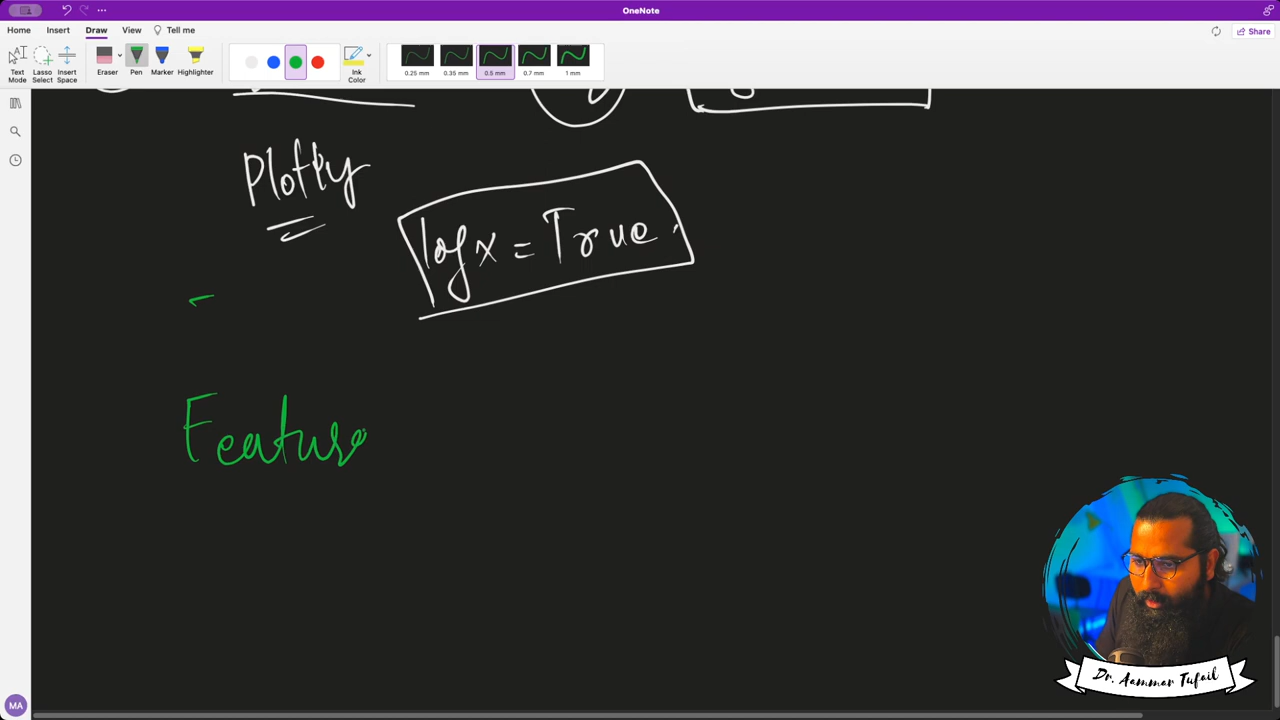 OneNote
Home Insert Draw View Tell me
Share
Text Mode
Lasso Select
Insert Space
Eraser
Pen
Marker
Highlighter
Ink Color
0.25 mm
0.35 mm
0.5 mm
0.7 mm
1 mm
Plotly
logx = True
Feature
MA
Dr. Aammar Tufail